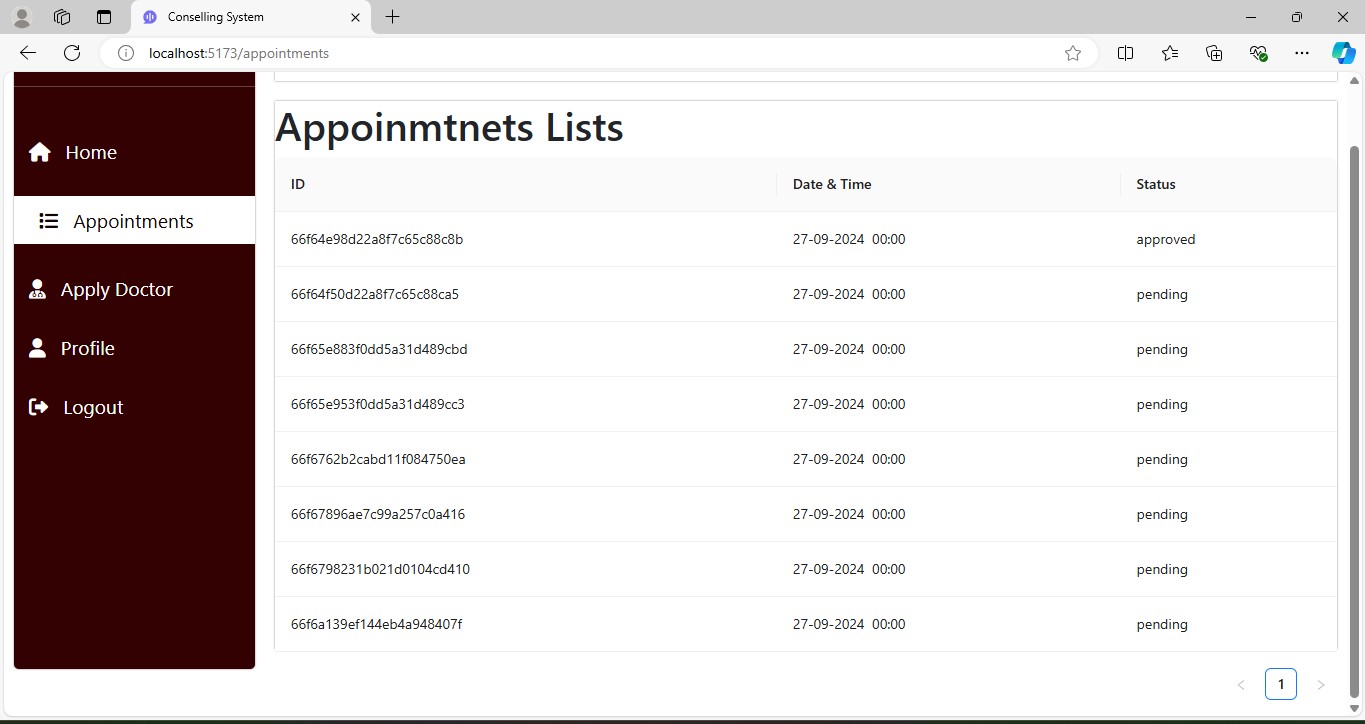 Conselling System
localhost:5173/appointments
Home
Appointments
Apply Doctor
Profile
Logout
Appoinmtnets Lists
ID Date & Time Status
66f64e98d22a8f7c65c88c8b 27-09-2024 00:00 approved
66f64f50d22a8f7c65c88ca5 27-09-2024 00:00 pending
66f65e883f0dd5a31d489cbd 27-09-2024 00:00 pending
66f65e953f0dd5a31d489cc3 27-09-2024 00:00 pending
66f6762b2cabd11f084750ea 27-09-2024 00:00 pending
66f67896ae7c99a257c0a416 27-09-2024 00:00 pending
66f6798231b021d0104cd410 27-09-2024 00:00 pending
66f6a139ef144eb4a948407f 27-09-2024 00:00 pending
1